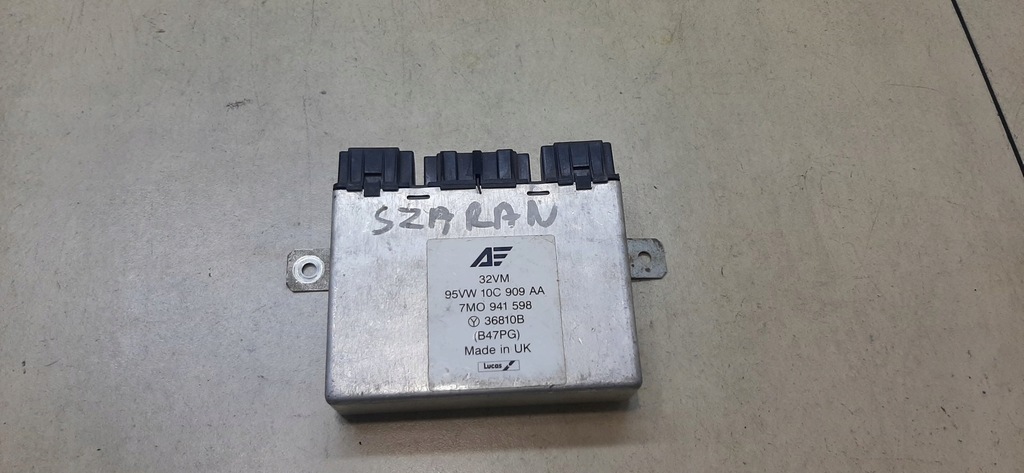 SZARAN
AE
32VM
95VW 10C 909 AA
7MO 941 598
Y 36810B
(B47PG)
Made in UK
Lucas